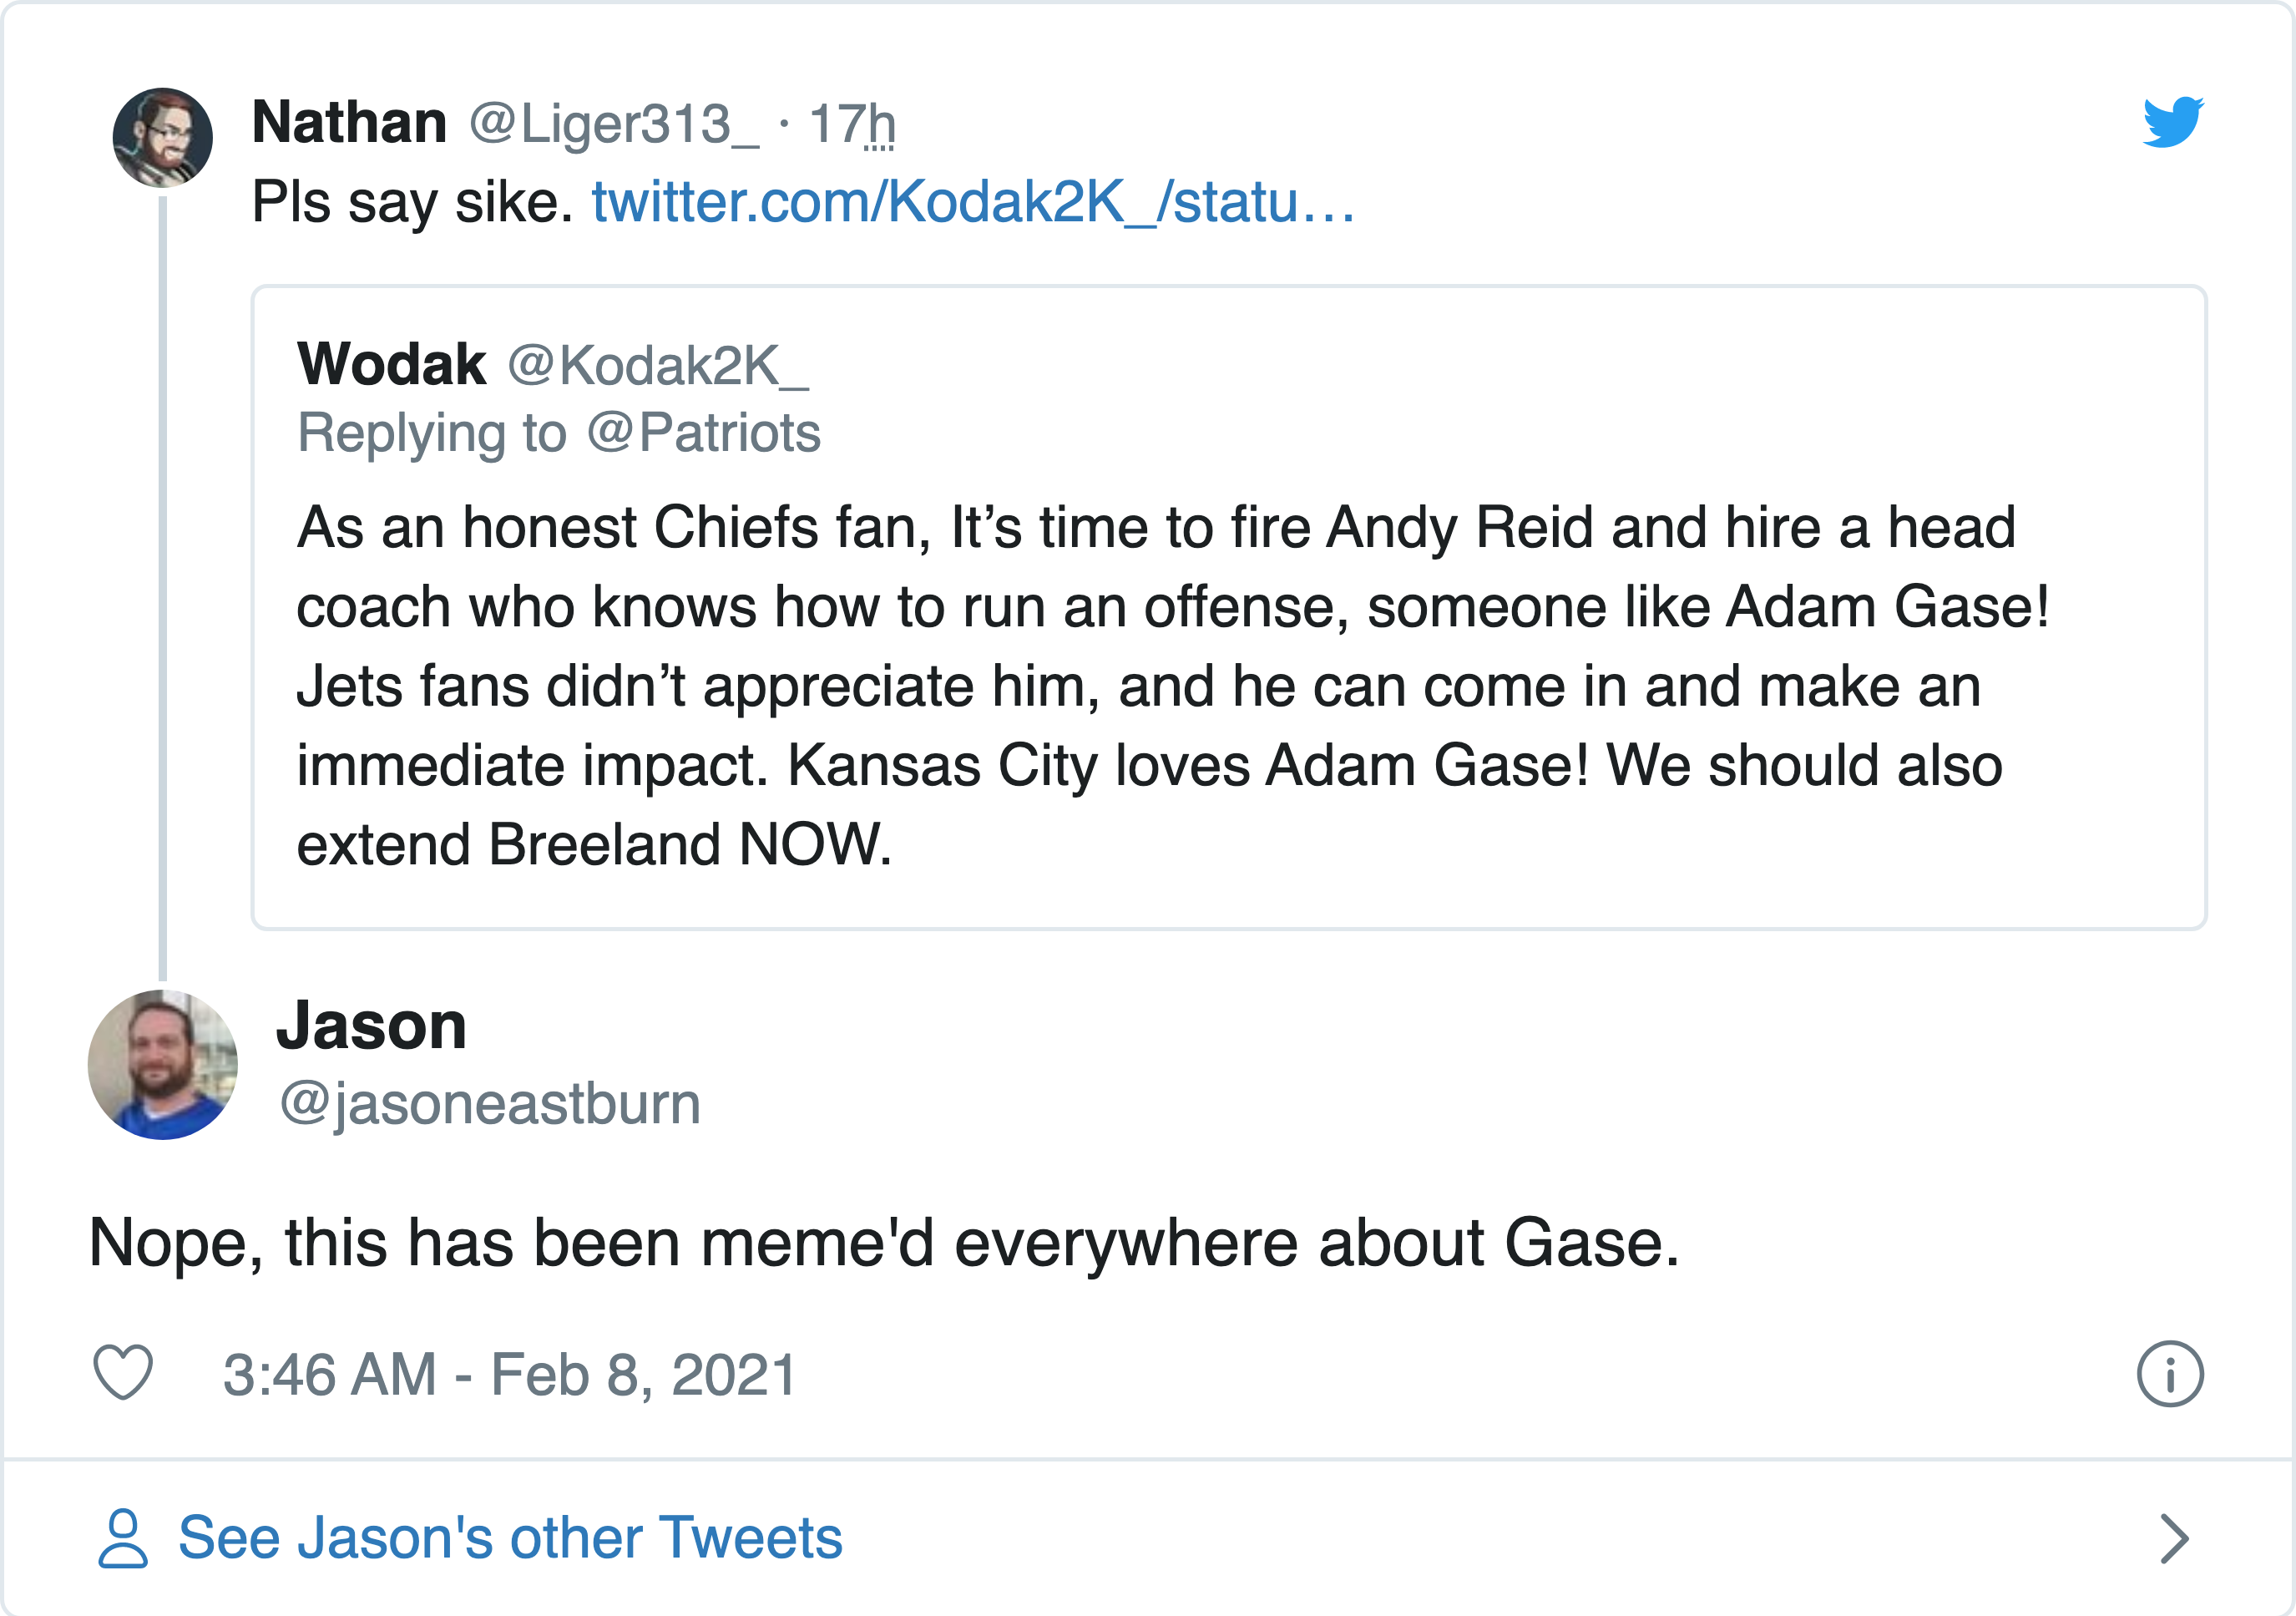 Nathan @Liger313_ · 17h
Pls say sike. twitter.com/Kodak2K_/statu…
Wodak @Kodak2K_
Replying to @Patriots
As an honest Chiefs fan, It’s time to fire Andy Reid and hire a head
coach who knows how to run an offense, someone like Adam Gase!
Jets fans didn’t appreciate him, and he can come in and make an
immediate impact. Kansas City loves Adam Gase! We should also
extend Breeland NOW.
Jason
@jasoneastburn
Nope, this has been meme'd everywhere about Gase.
3:46 AM - Feb 8, 2021
See Jason's other Tweets